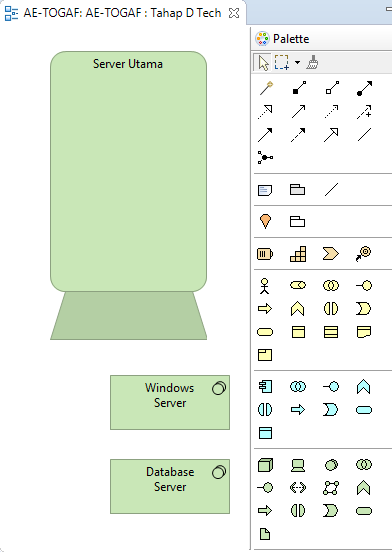 AE-TOGAF: AE-TOGAF : Tahap D Tech
Palette
Server Utama
Windows
Server
Database
Server